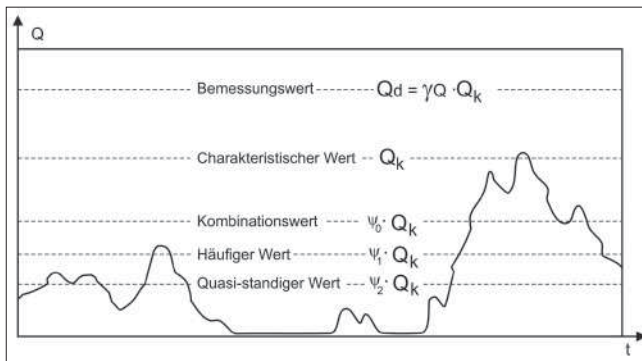 Q
Bemessungswert Qd = γQ · Qk
Charakteristischer Wert Qk
Kombinationswert ψ0 · Qk
Häufiger Wert ψ1 · Qk
Quasi-standiger Wert ψ2 · Qk
t